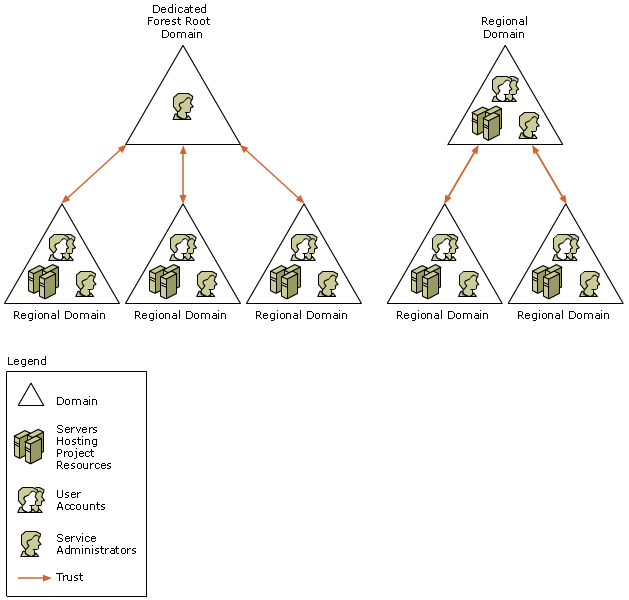 Dedicated
Forest Root
Domain
Regional
Domain
Regional Domain
Regional Domain
Regional Domain
Regional Domain
Regional Domain
Legend
Domain
Servers
Hosting
Project
Resources
User
Accounts
Service
Administrators
Trust